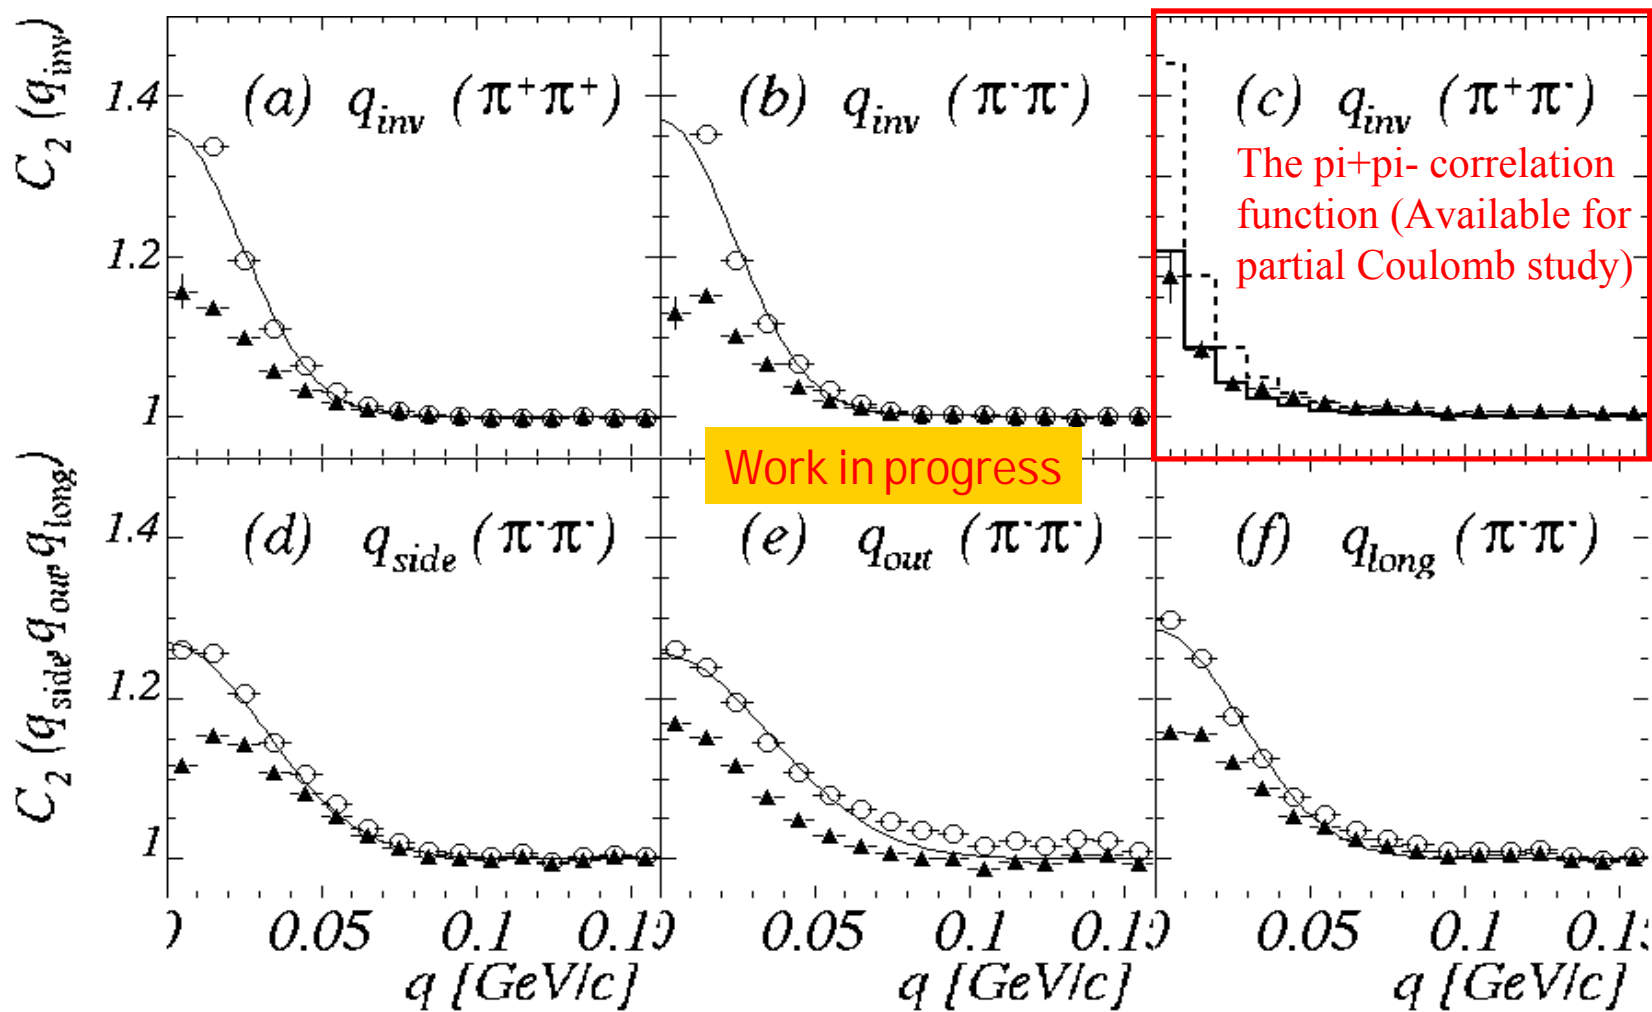 C2 (qinv)
1.4
1.2
1
(a) qinv (π+π+)
(b) qinv (π-π-)
(c) qinv (π+π-)
The pi+pi- correlation
function (Available for
partial Coulomb study)
Work in progress
C2 (qside, qout, qlong)
1.4
1.2
1
(d) qside (π-π-)
(e) qout (π-π-)
(f) qlong (π-π-)
0.05 0.1 0.05 0.1 0.05 0.1
q [GeV/c] q [GeV/c] q [GeV/c]